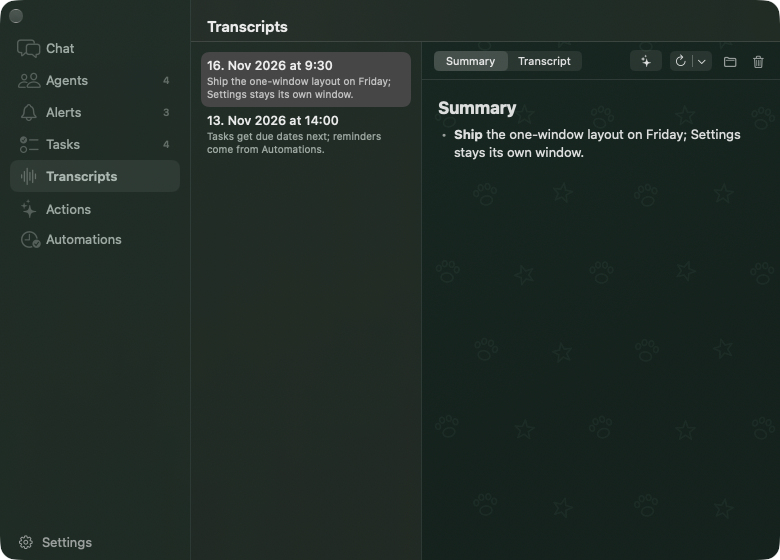 Transcripts
Chat
Agents 4
Alerts 3
Tasks 4
Transcripts
Actions
Automations
Settings
16. Nov 2026 at 9:30
Ship the one-window layout on Friday;
Settings stays its own window.
13. Nov 2026 at 14:00
Tasks get due dates next; reminders
come from Automations.
Summary Transcript
Summary
• Ship the one-window layout on Friday; Settings
stays its own window.